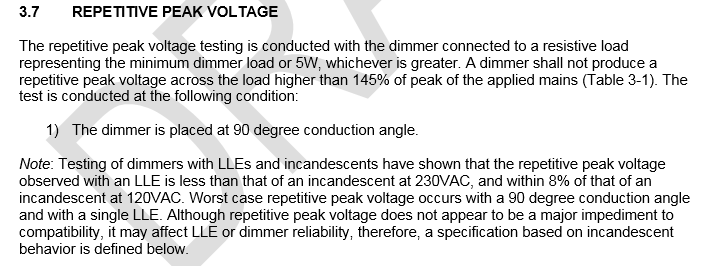 3.7 REPETITIVE PEAK VOLTAGE
The repetitive peak voltage testing is conducted with the dimmer connected to a resistive load
representing the minimum dimmer load or 5W, whichever is greater. A dimmer shall not produce a
repetitive peak voltage across the load higher than 145% of peak of the applied mains (Table 3-1). The
test is conducted at the following condition:
1) The dimmer is placed at 90 degree conduction angle.
Note: Testing of dimmers with LLEs and incandescents have shown that the repetitive peak voltage
observed with an LLE is less than that of an incandescent at 230VAC, and within 8% of that of an
incandescent at 120VAC. Worst case repetitive peak voltage occurs with a 90 degree conduction angle
and with a single LLE. Although repetitive peak voltage does not appear to be a major impediment to
compatibility, it may affect LLE or dimmer reliability, therefore, a specification based on incandescent
behavior is defined below.